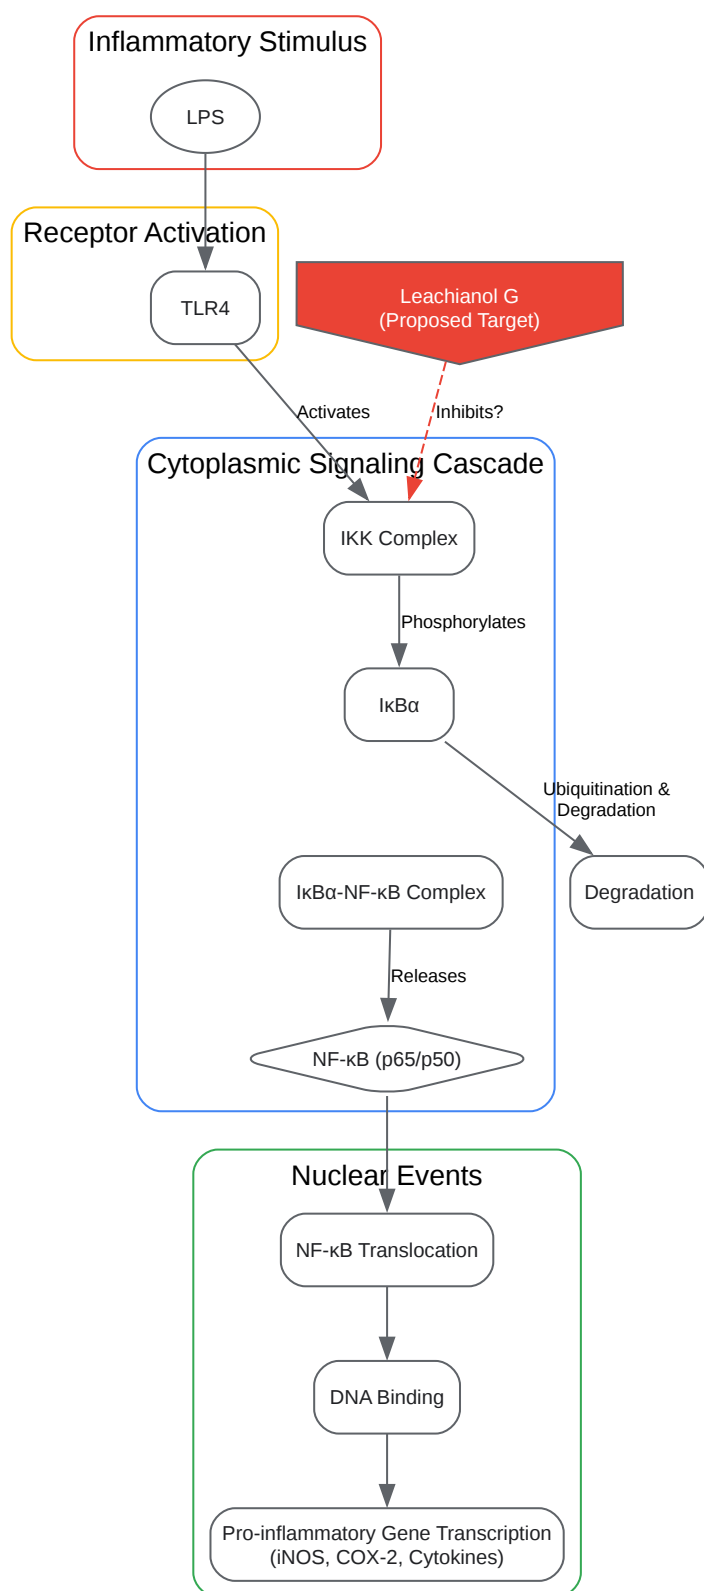 Inflammatory Stimulus
LPS
Receptor Activation
TLR4
Leachianol G
(Proposed Target)
Activates
Inhibits?
Cytoplasmic Signaling Cascade
IKK Complex
Phosphorylates
IκBα
Ubiquitination &
Degradation
IκBα-NF-κB Complex
Degradation
Releases
NF-κB (p65/p50)
Nuclear Events
NF-κB Translocation
DNA Binding
Pro-inflammatory Gene Transcription
(iNOS, COX-2, Cytokines)